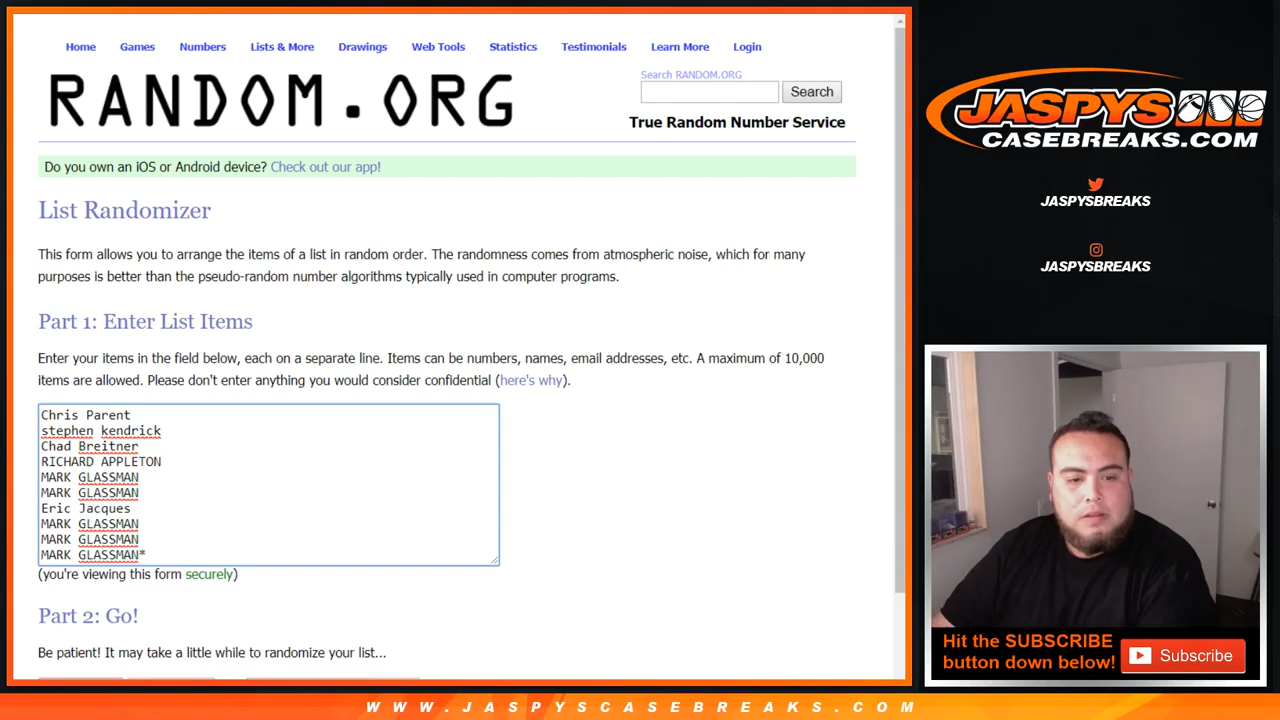 Home Games Numbers Lists & More Drawings Web Tools Statistics Testimonials Learn More Login
RANDOM.ORG
Search RANDOM.ORG
Search
True Random Number Service
Do you own an iOS or Android device? Check out our app!
List Randomizer
This form allows you to arrange the items of a list in random order. The randomness comes from atmospheric noise, which for many
purposes is better than the pseudo-random number algorithms typically used in computer programs.
Part 1: Enter List Items
Enter your items in the field below, each on a separate line. Items can be numbers, names, email addresses, etc. A maximum of 10,000
items are allowed. Please don't enter anything you would consider confidential (here's why).
Chris Parent
stephen kendrick
Chad Breitner
RICHARD APPLETON
MARK GLASSMAN
MARK GLASSMAN
Eric Jacques
MARK GLASSMAN
MARK GLASSMAN
MARK GLASSMAN*
(you're viewing this form securely)
Part 2: Go!
Be patient! It may take a little while to randomize your list...
JASPYS
CASEBREAKS.COM
JASPYSBREAKS
JASPYSBREAKS
Hit the SUBSCRIBE
button down below!
Subscribe
WWW.JASPYSCASEBREAKS.COM